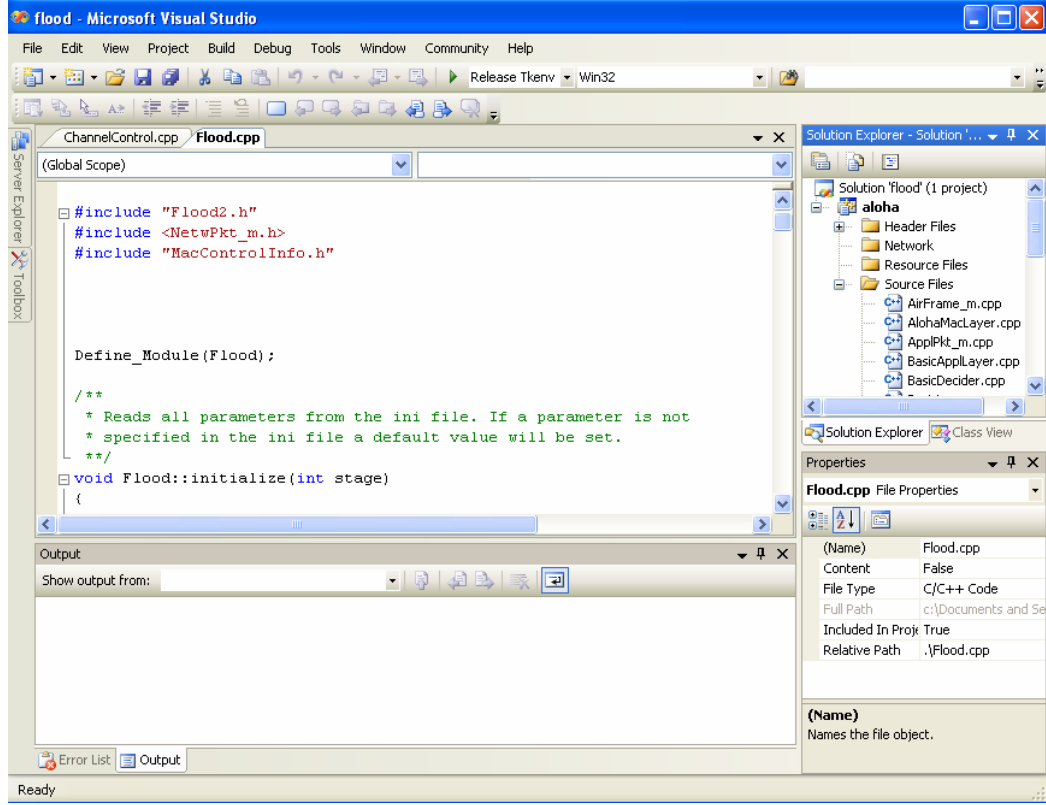 flood - Microsoft Visual Studio
File Edit View Project Build Debug Tools Window Community Help
Release Tkenv Win32
ChannelControl.cpp Flood.cpp
(Global Scope)
#include "Flood2.h"
#include <NetwPkt_m.h>
#include "MacControlInfo.h"
Define_Module(Flood);
/**
* Reads all parameters from the ini file. If a parameter is not
* specified in the ini file a default value will be set.
**/
void Flood::initialize(int stage)
{
Server Explorer
Toolbox
Output
Show output from:
Error List Output
Ready
Solution Explorer - Solution '...
Solution 'flood' (1 project)
aloha
Header Files
Network
Resource Files
Source Files
AirFrame_m.cpp
AlohaMacLayer.cpp
ApplPkt_m.cpp
BasicApplLayer.cpp
BasicDecider.cpp
Solution Explorer Class View
Properties
Flood.cpp File Properties
(Name) Flood.cpp
Content False
File Type C/C++ Code
Full Path c:\Documents and Se
Included In Proje True
Relative Path .\Flood.cpp
(Name)
Names the file object.